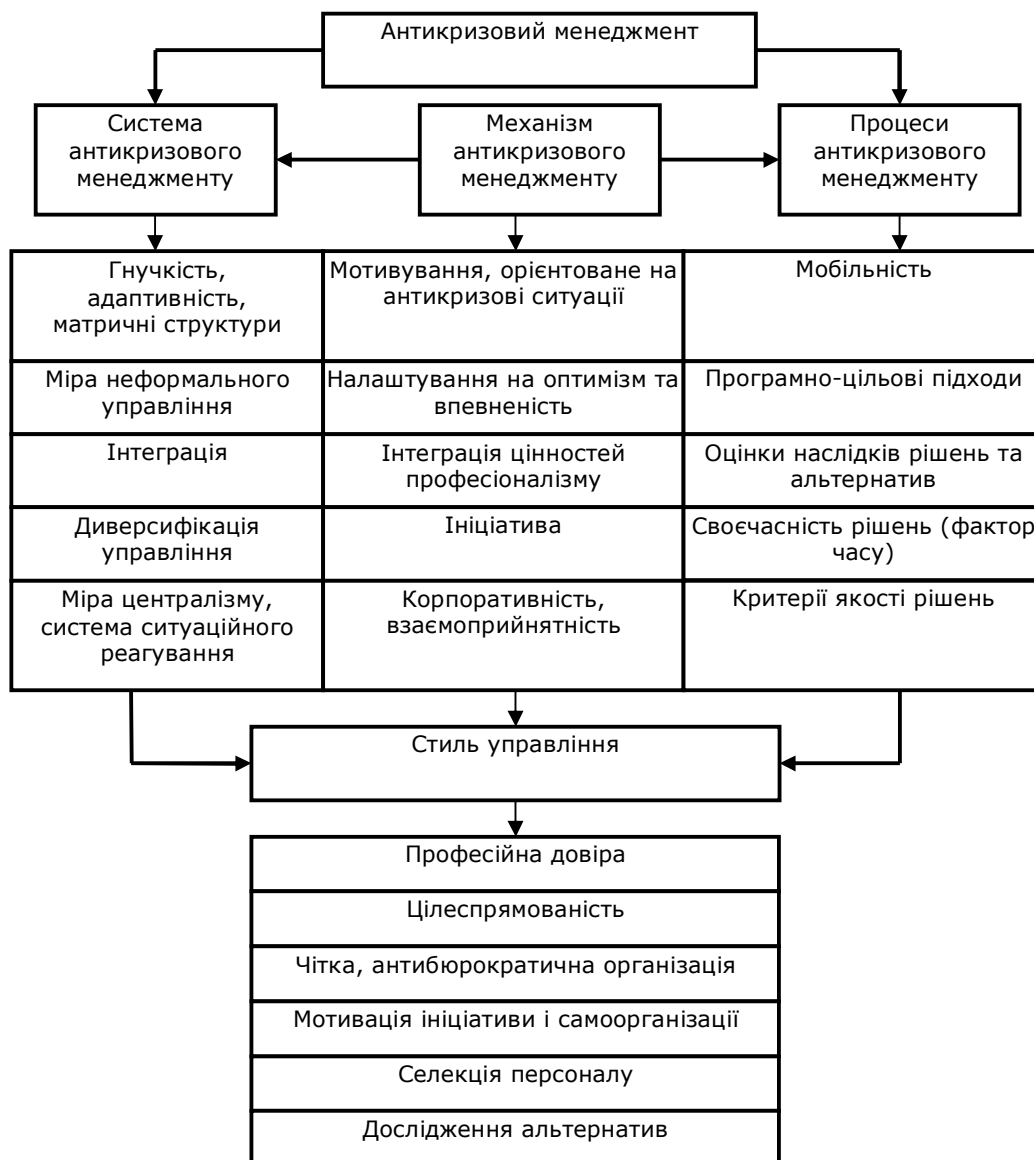 Антикризовий менеджмент
Система
антикризового
менеджменту
Механізм
антикризового
менеджменту
Процеси
антикризового
менеджменту
Гнучкість,
адаптивність,
матричні структури
Мотивування, орієнтоване на
антикризові ситуації
Мобільність
Міра неформального
управління
Налаштування на оптимізм та
впевненість
Програмно-цільові підходи
Інтеграція
Інтеграція цінностей
професіоналізму
Оцінки наслідків рішень та
альтернатив
Диверсифікація
управління
Ініціатива
Своєчасність рішень (фактор
часу)
Міра централізму,
система ситуаційного
реагування
Корпоративність,
взаємоприйнятність
Критерії якості рішень
Стиль управління
Професійна довіра
Цілеспрямованість
Чітка, антибюрократична організація
Мотивація ініціативи і самоорганізації
Селекція персоналу
Дослідження альтернатив